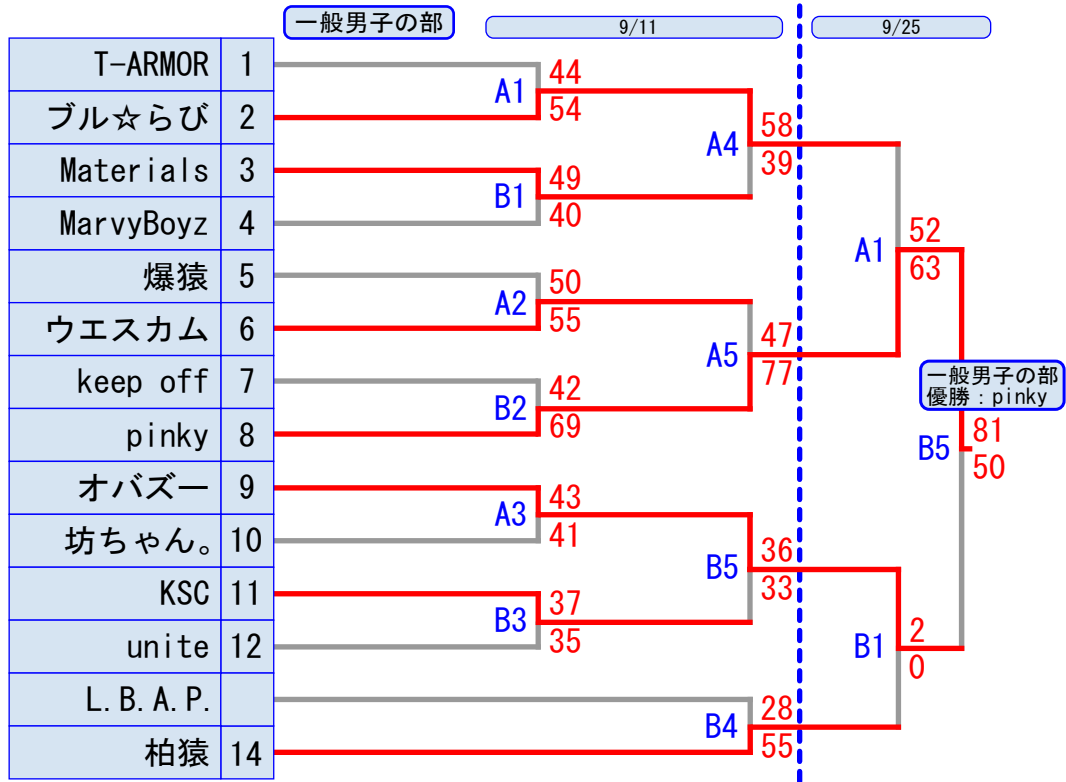 一般男子の部
9/11
9/25
T-ARMOR 1
ブル☆らび 2
Materials 3
MarvyBoyz 4
爆猿 5
ウエスカム 6
keep off 7
pinky 8
オバズー 9
坊ちゃん。 10
KSC 11
unite 12
L.B.A.P.
柏猿 14
A1
44
54
B1
49
40
A2
50
55
B2
42
69
A3
43
41
B3
37
35
A4
58
39
A5
47
77
B5
36
33
B4
28
55
A1
52
63
B1
2
0
一般男子の部
優勝：pinky
B5
81
50